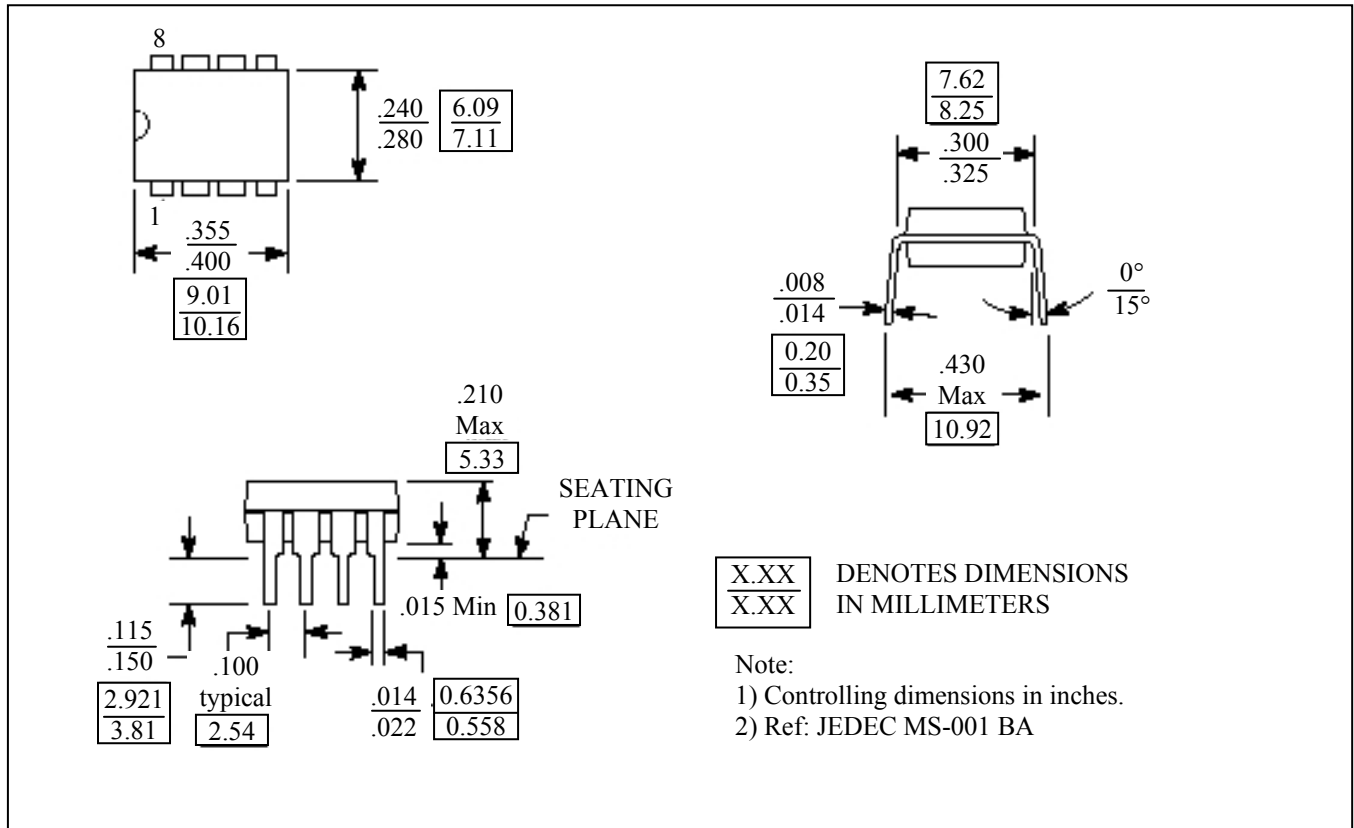 8
.240
.280
6.09
7.11
1
.355
.400
9.01
10.16
7.62
8.25
.300
.325
.008
.014
0.20
0.35
0°
15°
.430
Max
10.92
.210
Max
5.33
SEATING
PLANE
.015 Min 0.381
.115
.150
2.921
3.81
.100
typical
2.54
.014
.022
0.6356
0.558
X.XX
X.XX
DENOTES DIMENSIONS
IN MILLIMETERS
Note:
1) Controlling dimensions in inches.
2) Ref: JEDEC MS-001 BA